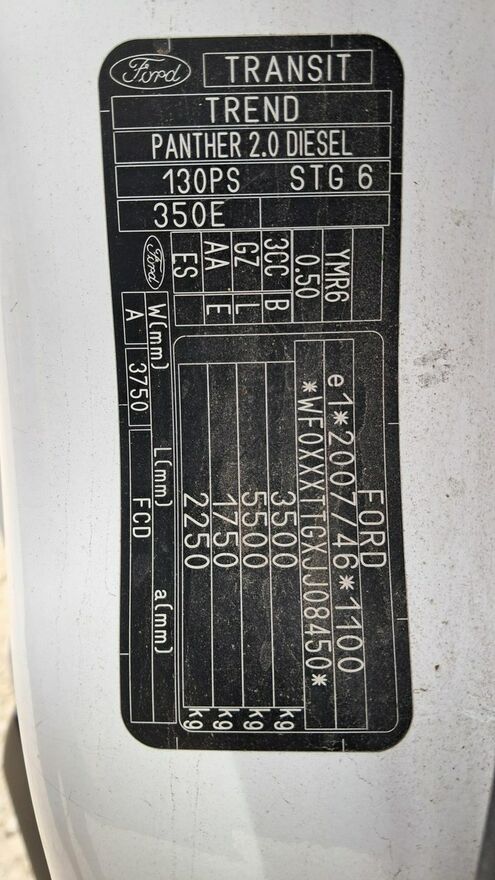 Ford TRANSIT
TREND
PANTHER 2.0 DIESEL
130PS STG 6
350E
YMR6
0.50
3CC B
GZ L
AA E
ES
Ford
FORD
e1*2007/46*1100
*WF0XXXTTGXJJ08450*
3500 kg
5500 kg
1750 kg
2250 kg
W(mm) L(mm) a(mm)
A 3750 FCD